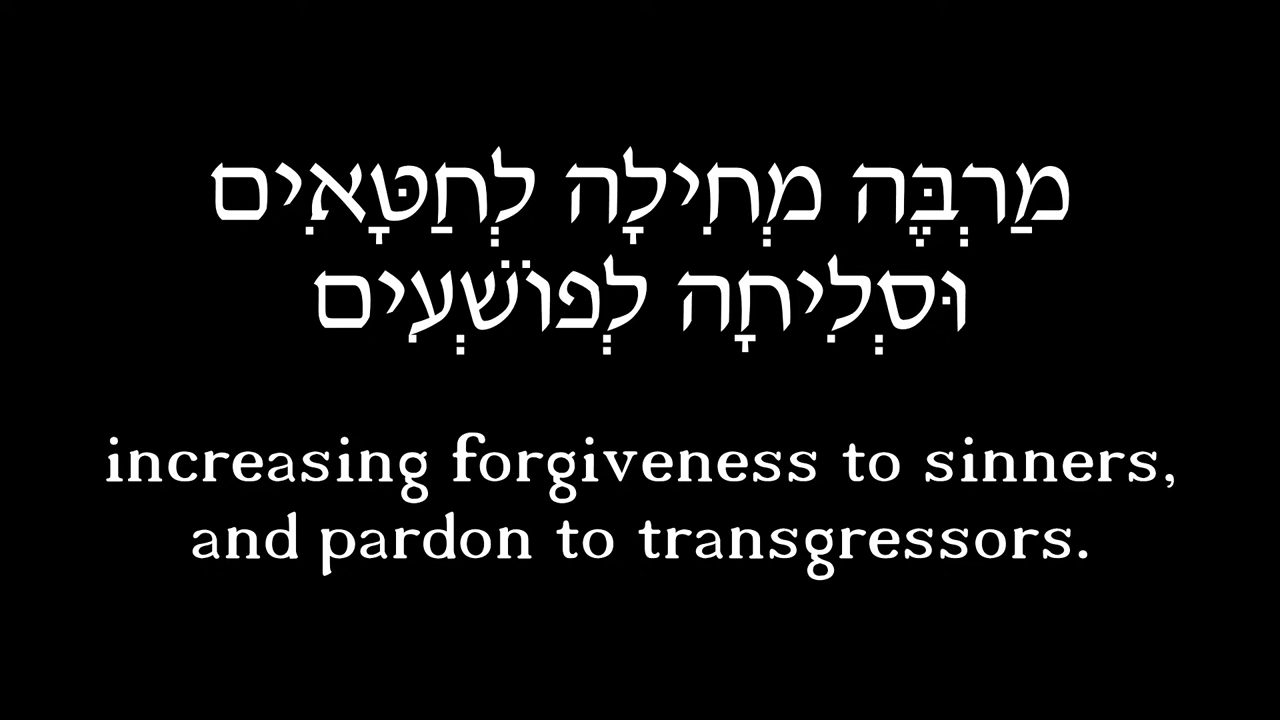 מַרְבֶּה מְחִילָה לְחַטָּאִים
וּסְלִיחָה לְפוֹשְׁעִים
increasing forgiveness to sinners,
and pardon to transgressors.